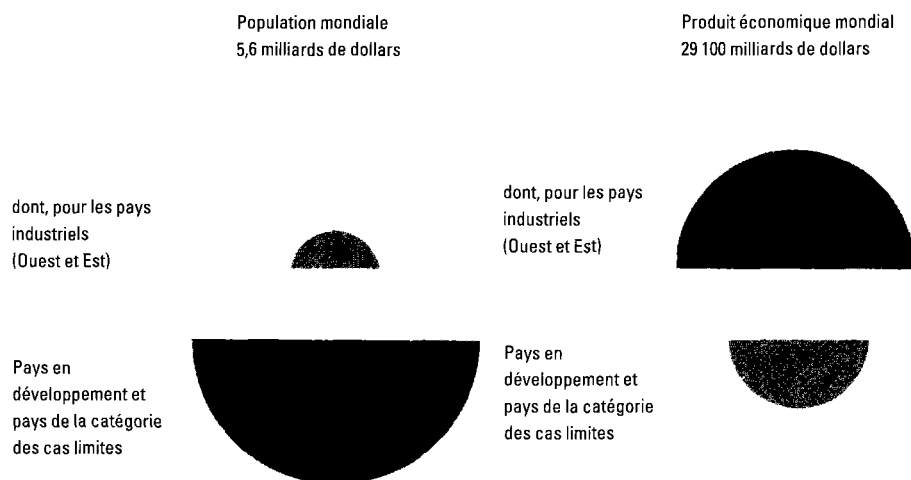 Population mondiale
5,6 milliards de dollars
Produit économique mondial
29 100 milliards de dollars
dont, pour les pays
industriels
(Ouest et Est)
dont, pour les pays
industriels
(Ouest et Est)
Pays en
développement et
pays de la catégorie
des cas limites
Pays en
développement et
pays de la catégorie
des cas limites